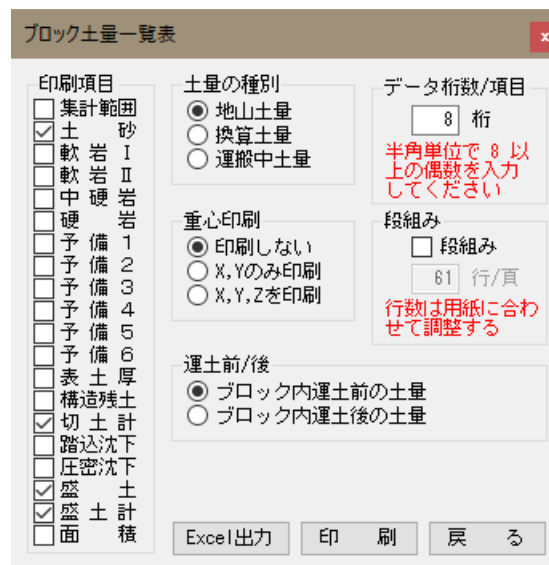 ブロック土量一覧表
x
印刷項目
集計範囲
土　　砂
軟 岩 Ⅰ
軟 岩 Ⅱ
中 硬 岩
硬　　岩
予 備 1
予 備 2
予 備 3
予 備 4
予 備 5
予 備 6
表 土 厚
構造残土
切 土 計
踏込沈下
圧密沈下
盛　　土
盛 土 計
面　　積
土量の種別
地山土量
換算土量
運搬中土量
データ桁数/項目
8 桁
半角単位で 8 以
上の偶数を入力
してください
重心印刷
印刷しない
X,Yのみ印刷
X,Y,Zを印刷
段組み
段組み
61 行/頁
行数は用紙に合わ
せて調整する
運土前/後
ブロック内運土前の土量
ブロック内運土後の土量
Excel出力
印　　刷
戻　　る